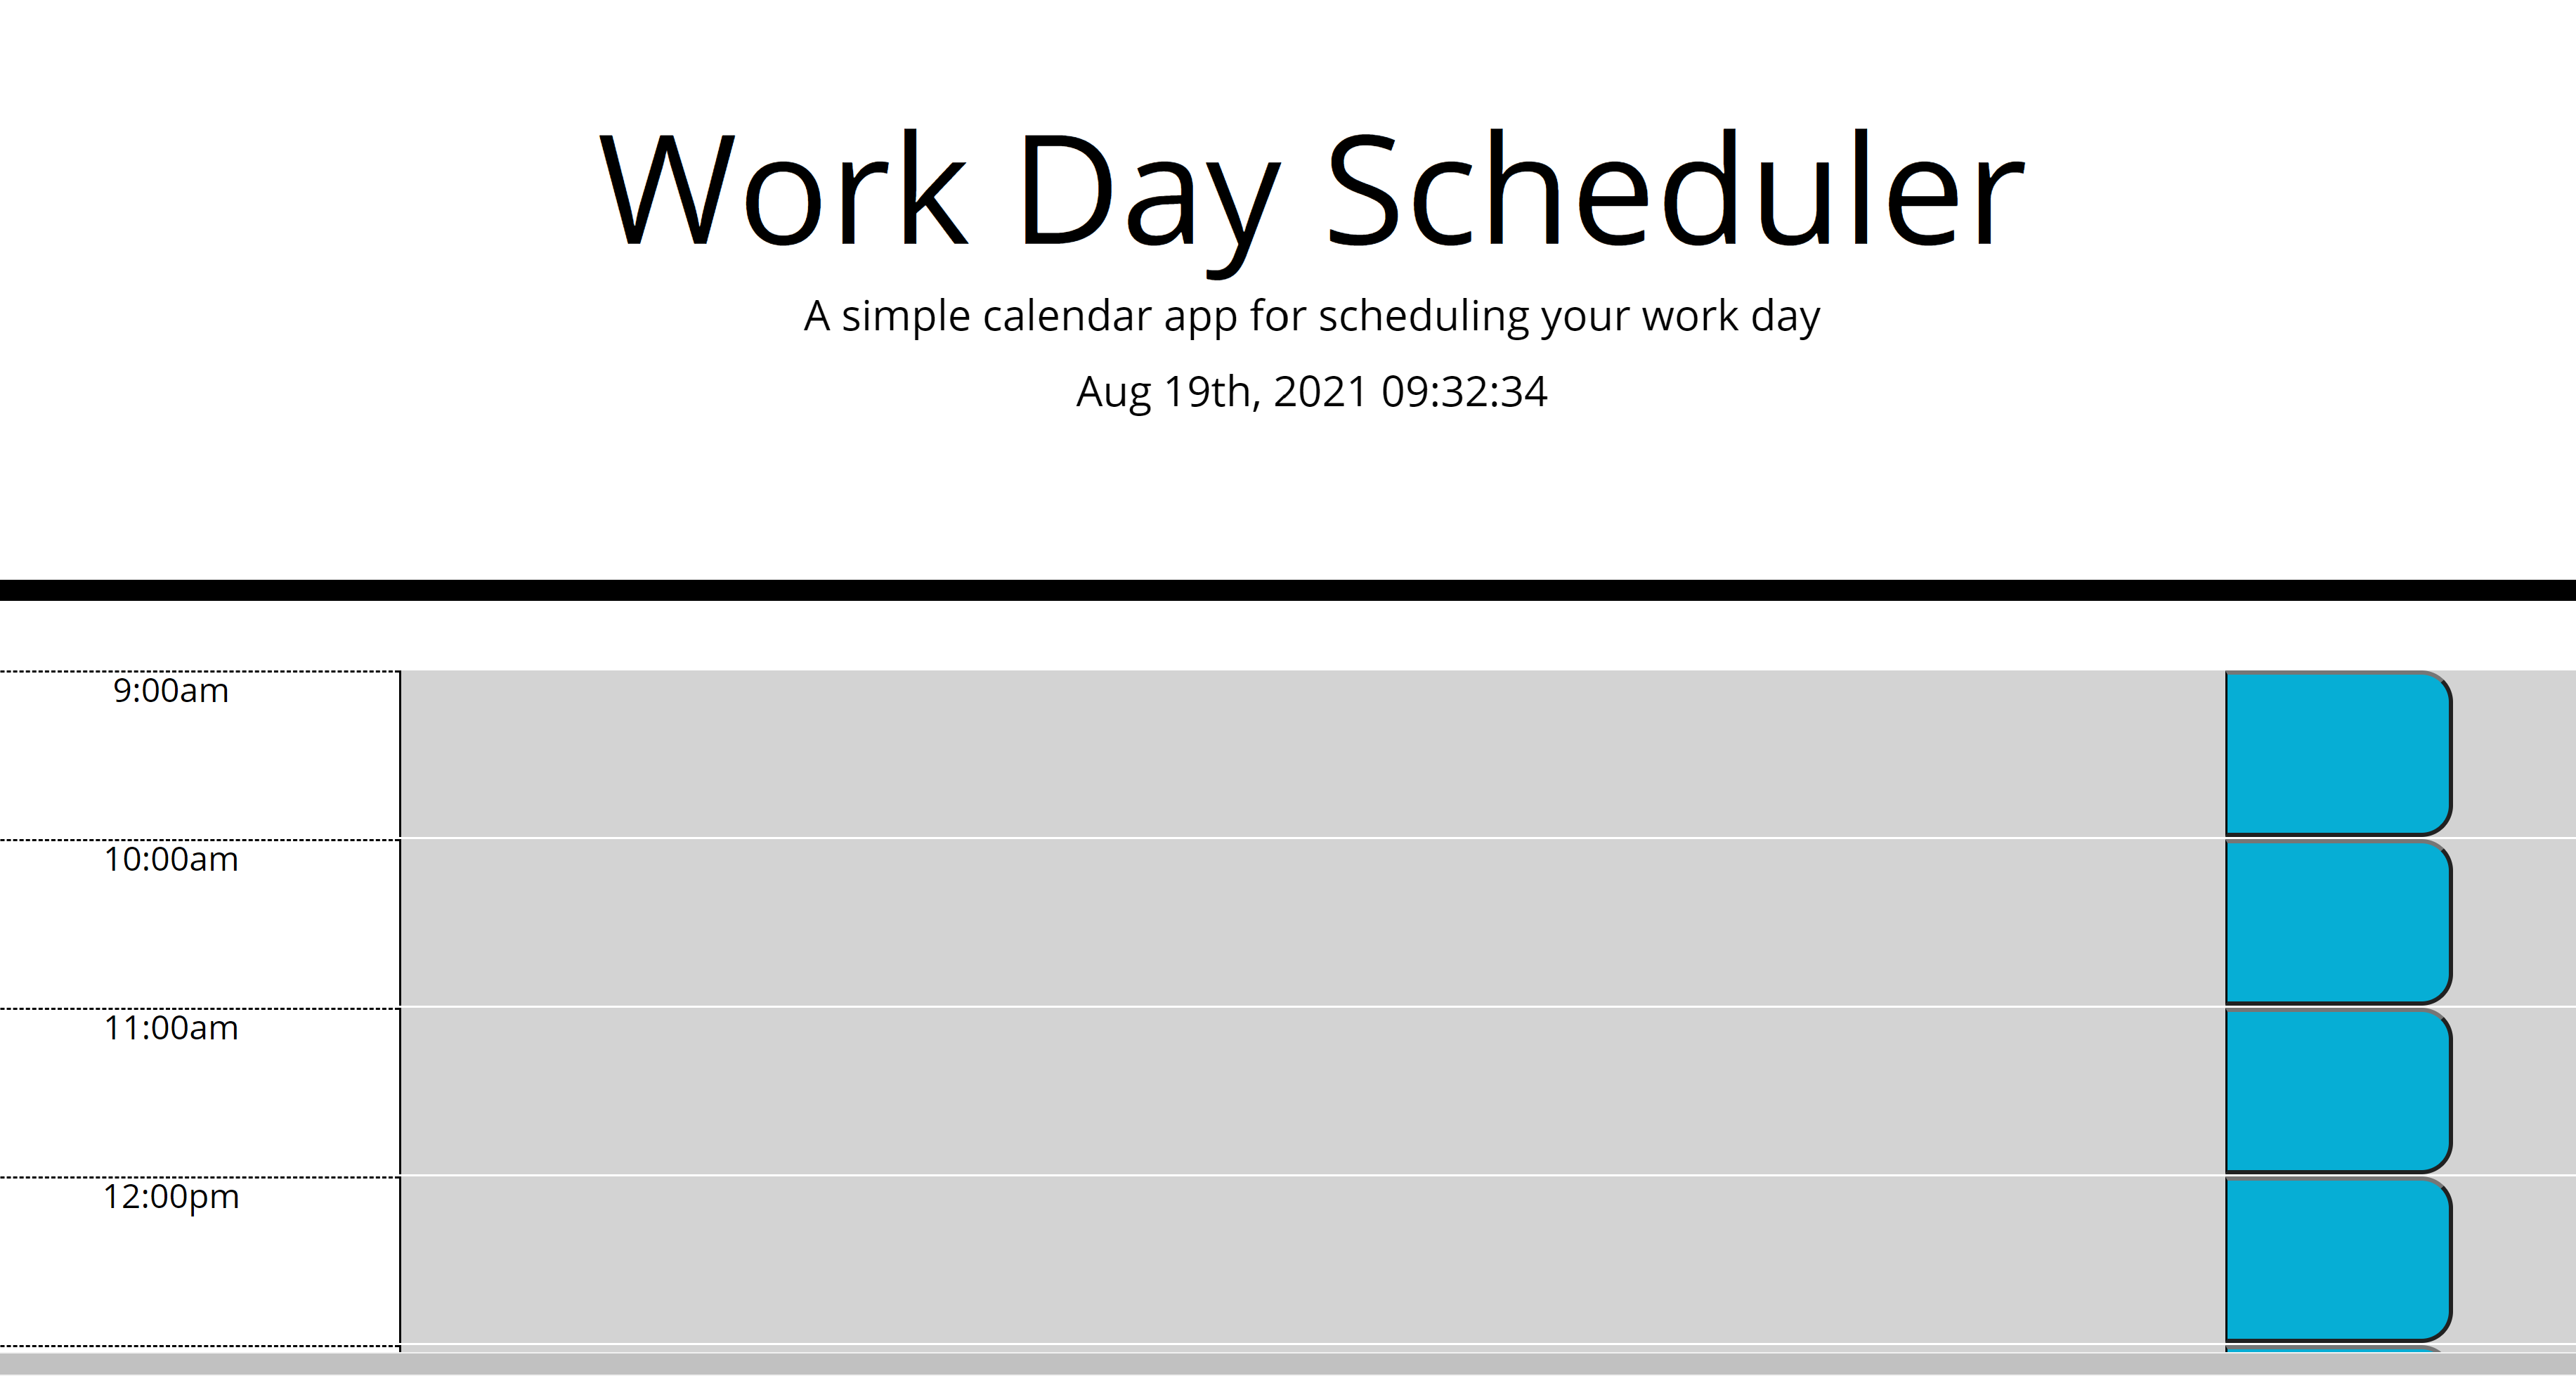 Work Day Scheduler
A simple calendar app for scheduling your work day
Aug 19th, 2021 09:32:34
9:00am
10:00am
11:00am
12:00pm